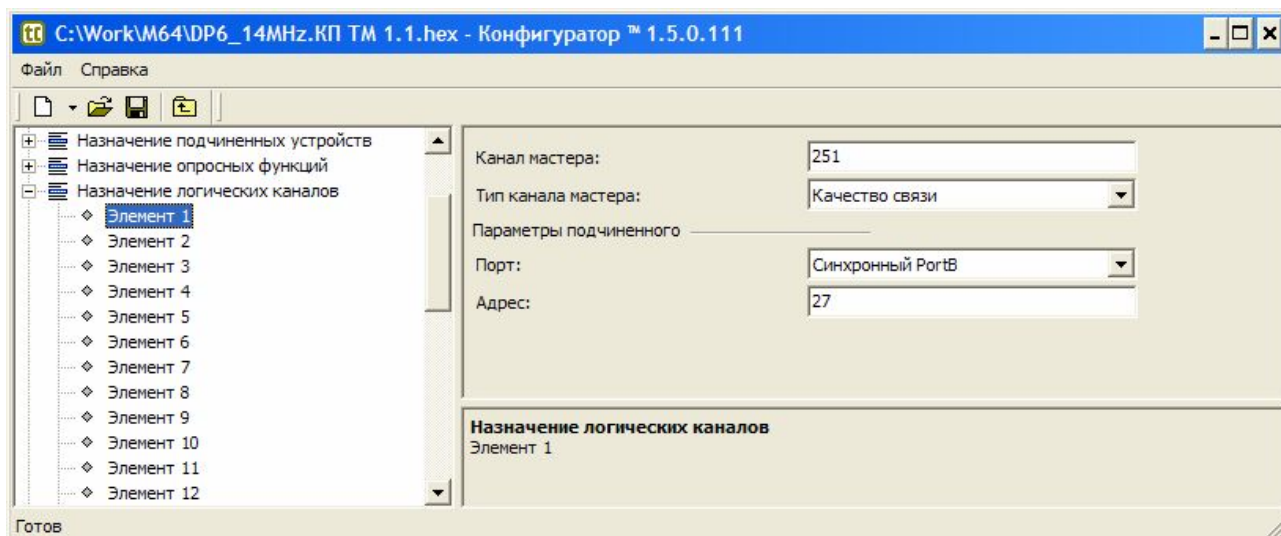 C:\Work\M64\DP6_14MHz.КП ТМ 1.1.hex - Конфигуратор ™ 1.5.0.111
Файл Справка
Назначение подчиненных устройств
Назначение опросных функций
Назначение логических каналов
Элемент 1
Элемент 2
Элемент 3
Элемент 4
Элемент 5
Элемент 6
Элемент 7
Элемент 8
Элемент 9
Элемент 10
Элемент 11
Элемент 12
Канал мастера: 251
Тип канала мастера: Качество связи
Параметры подчиненного
Порт: Синхронный PortB
Адрес: 27
Назначение логических каналов
Элемент 1
Готов